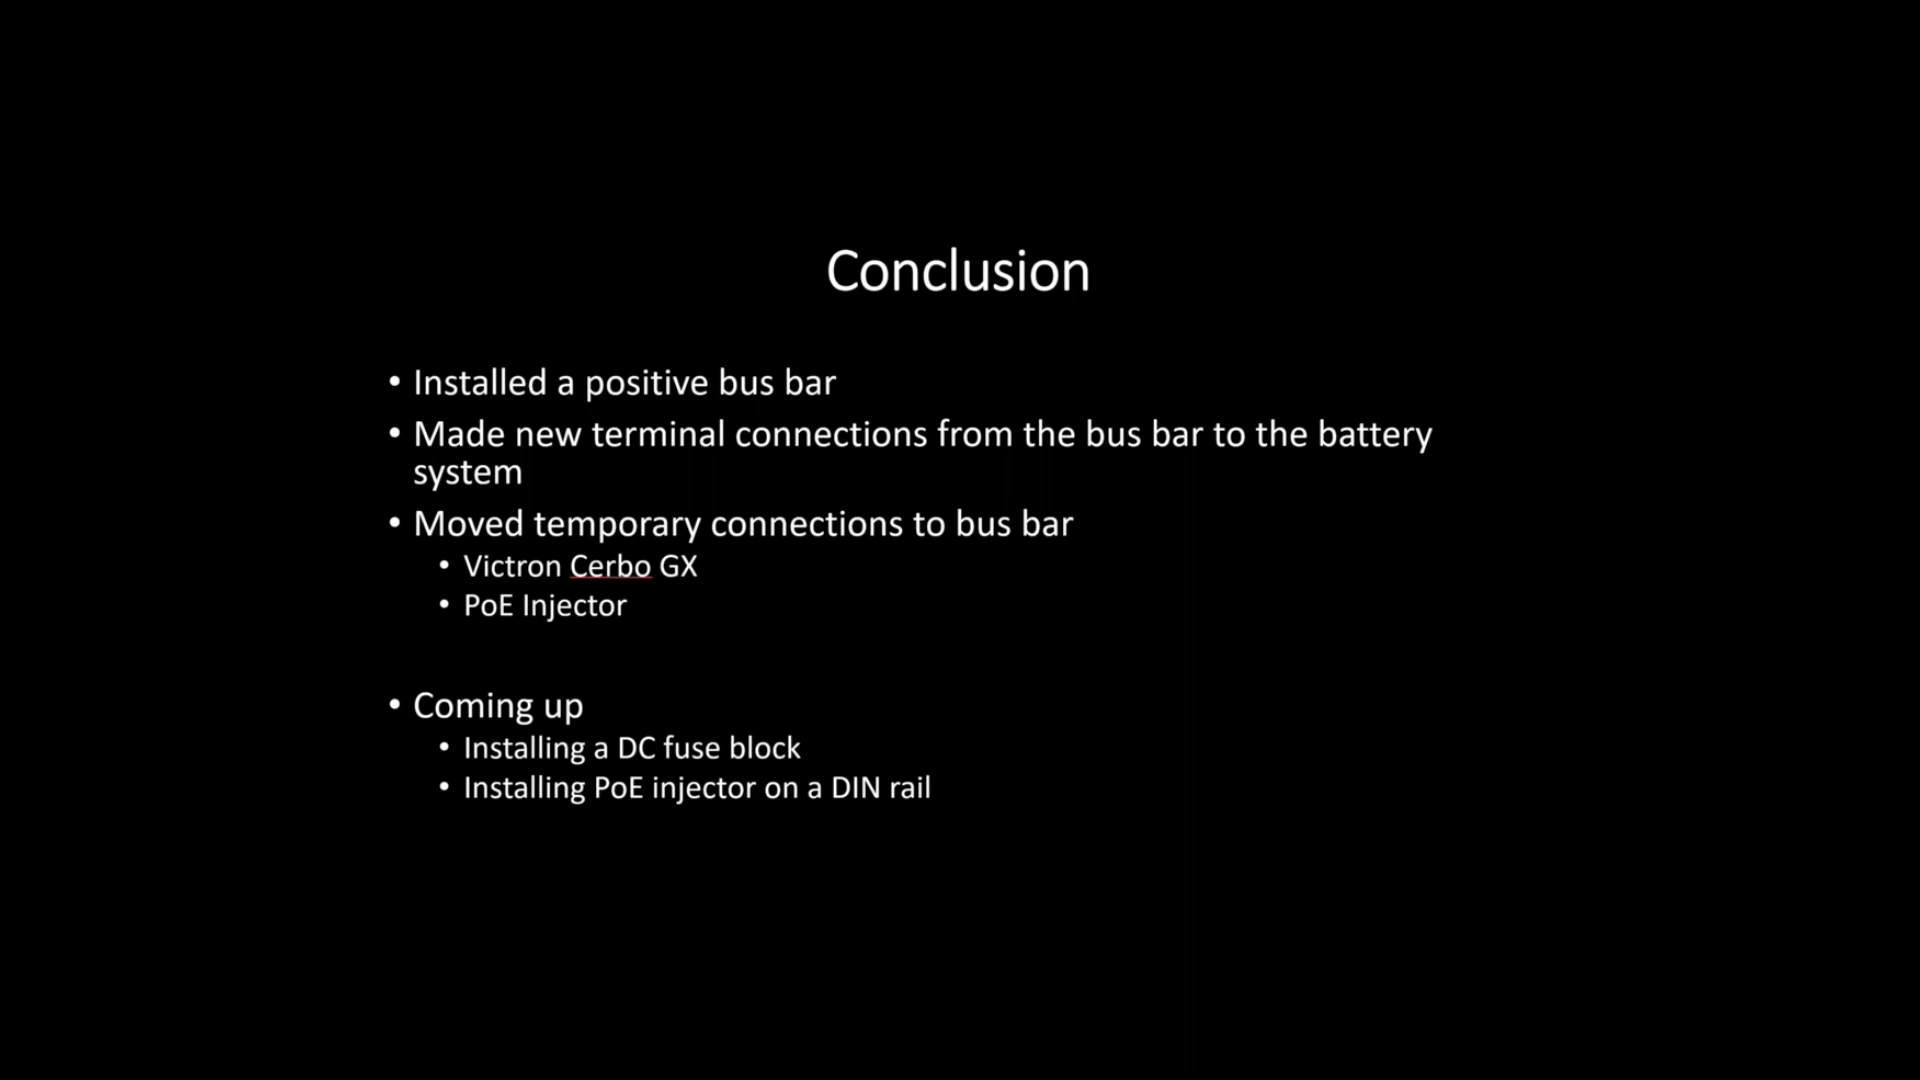 Conclusion
• Installed a positive bus bar
• Made new terminal connections from the bus bar to the battery
system
• Moved temporary connections to bus bar
• Victron Cerbo GX
• PoE Injector
• Coming up
• Installing a DC fuse block
• Installing PoE injector on a DIN rail